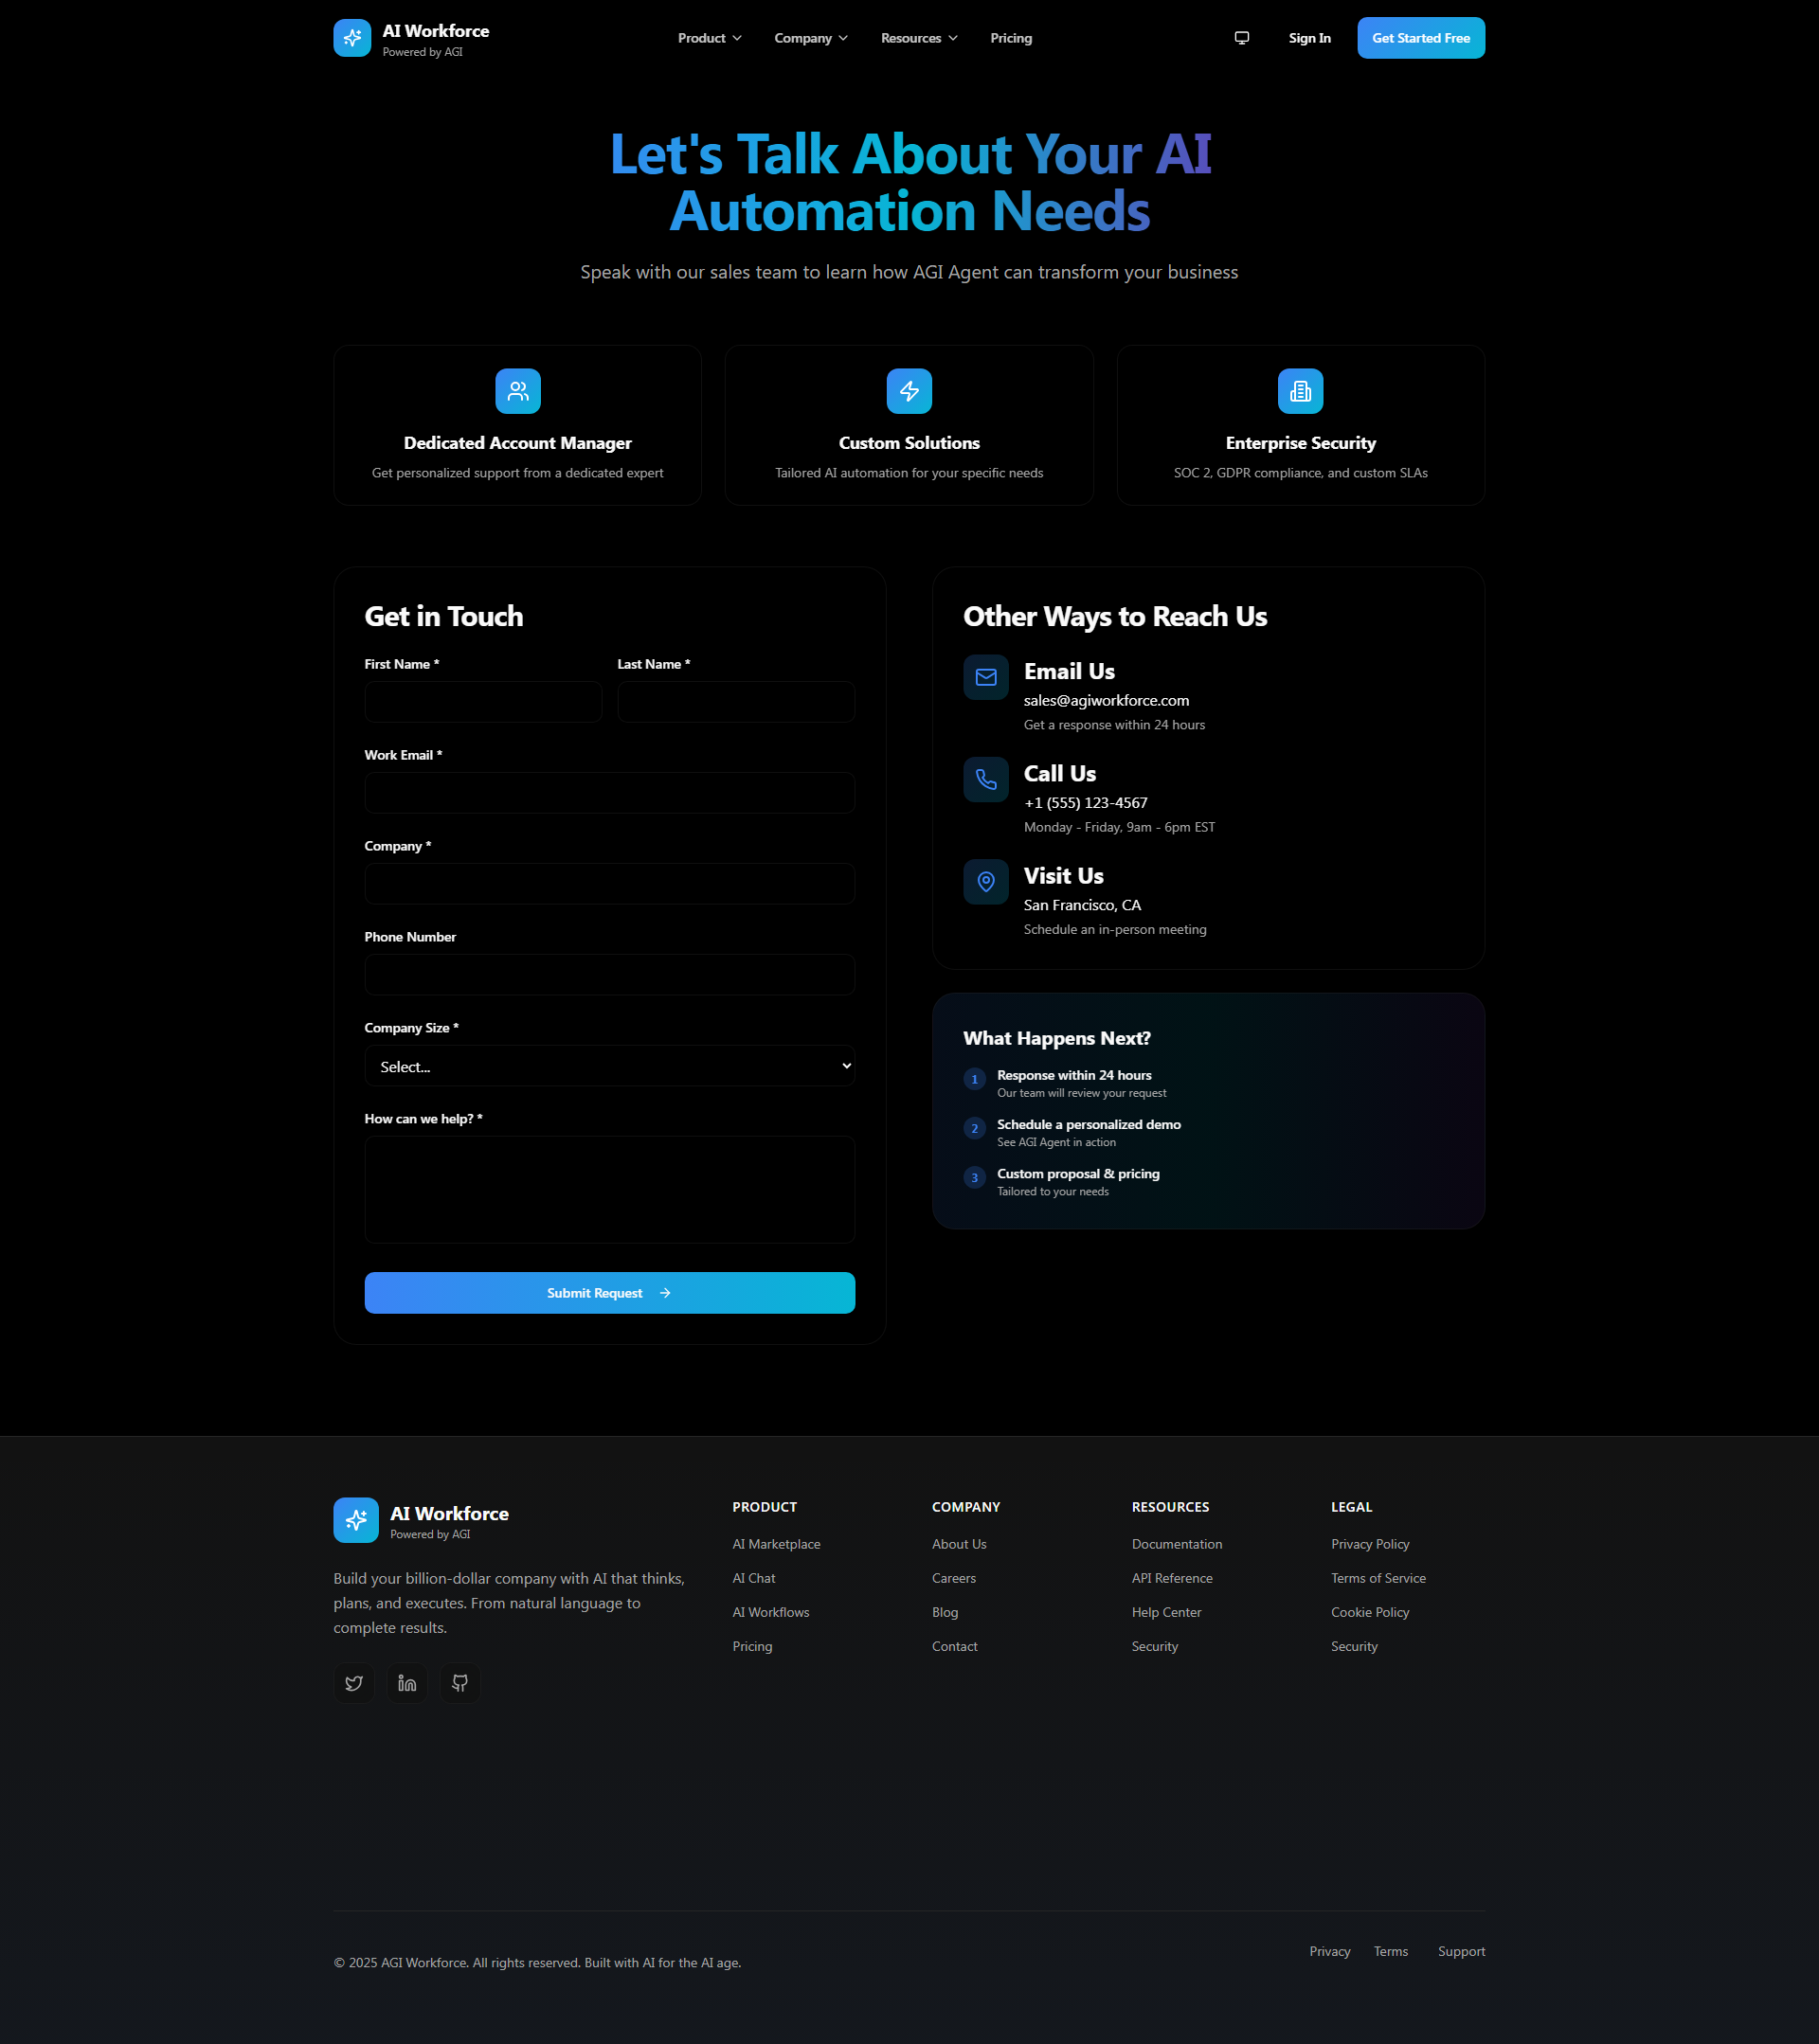 AI Workforce
Powered by AGI
Product
Company
Resources
Pricing
Sign In
Get Started Free
Let's Talk About Your AI
Automation Needs
Speak with our sales team to learn how AGI Agent can transform your business
Dedicated Account Manager
Get personalized support from a dedicated expert
Custom Solutions
Tailored AI automation for your specific needs
Enterprise Security
SOC 2, GDPR compliance, and custom SLAs
Get in Touch
First Name *
Last Name *
Work Email *
Company *
Phone Number
Company Size *
Select...
How can we help? *
Submit Request
Other Ways to Reach Us
Email Us
sales@agiworkforce.com
Get a response within 24 hours
Call Us
+1 (555) 123-4567
Monday - Friday, 9am - 6pm EST
Visit Us
San Francisco, CA
Schedule an in-person meeting
What Happens Next?
1
Response within 24 hours
Our team will review your request
2
Schedule a personalized demo
See AGI Agent in action
3
Custom proposal & pricing
Tailored to your needs
AI Workforce
Powered by AGI
Build your billion-dollar company with AI that thinks,
plans, and executes. From natural language to
complete results.
PRODUCT
AI Marketplace
AI Chat
AI Workflows
Pricing
COMPANY
About Us
Careers
Blog
Contact
RESOURCES
Documentation
API Reference
Help Center
Security
LEGAL
Privacy Policy
Terms of Service
Cookie Policy
Security
© 2025 AGI Workforce. All rights reserved. Built with AI for the AI age.
Privacy
Terms
Support